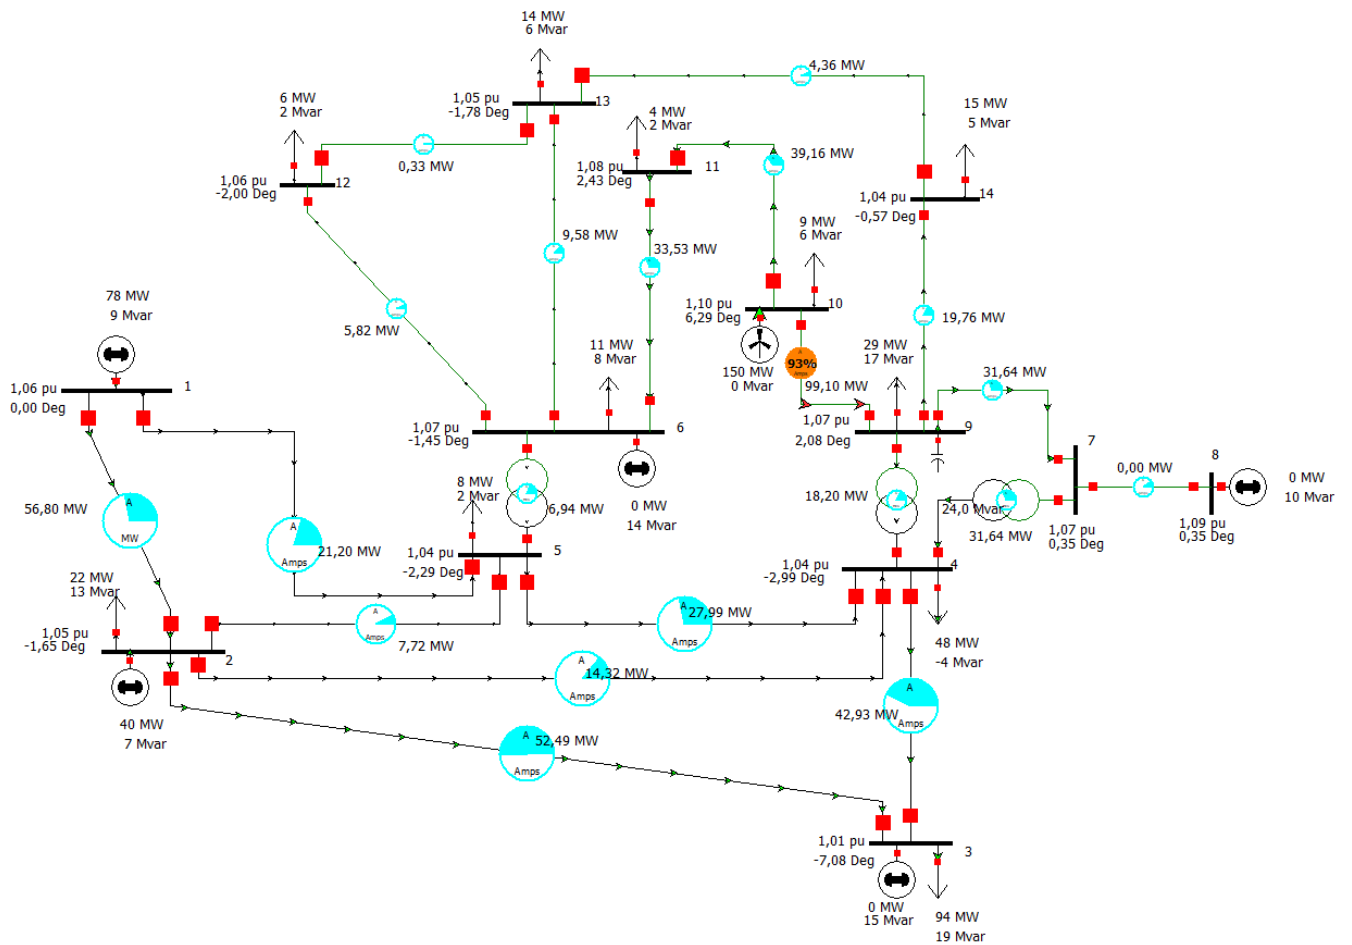 14 MW
6 Mvar
4,36 MW
1,05 pu
-1,78 Deg
13
6 MW
2 Mvar
0,33 MW
1,06 pu
-2,00 Deg
12
4 MW
2 Mvar
1,08 pu
2,43 Deg
11
39,16 MW
15 MW
5 Mvar
1,04 pu
-0,57 Deg
14
9,58 MW
33,53 MW
9 MW
6 Mvar
5,82 MW
1,10 pu
6,29 Deg
10
19,76 MW
78 MW
9 Mvar
11 MW
8 Mvar
150 MW
0 Mvar
93%
Amps
99,10 MW
29 MW
17 Mvar
31,64 MW
1,06 pu
0,00 Deg
1
1,07 pu
-1,45 Deg
6
1,07 pu
2,08 Deg
9
7
8
0,00 MW
0 MW
10 Mvar
56,80 MW
A
MW
A
Amps
21,20 MW
8 MW
2 Mvar
6,94 MW
0 MW
14 Mvar
18,20 MW
24,0 Mvar
31,64 MW
1,07 pu
0,35 Deg
1,09 pu
0,35 Deg
1,04 pu
-2,29 Deg
5
1,04 pu
-2,99 Deg
4
22 MW
13 Mvar
A
Amps
7,72 MW
A
27,99 MW
Amps
1,05 pu
-1,65 Deg
2
A
14,32 MW
Amps
48 MW
-4 Mvar
40 MW
7 Mvar
A
52,49 MW
Amps
A
42,93 MW
Amps
1,01 pu
-7,08 Deg
3
0 MW
15 Mvar
94 MW
19 Mvar